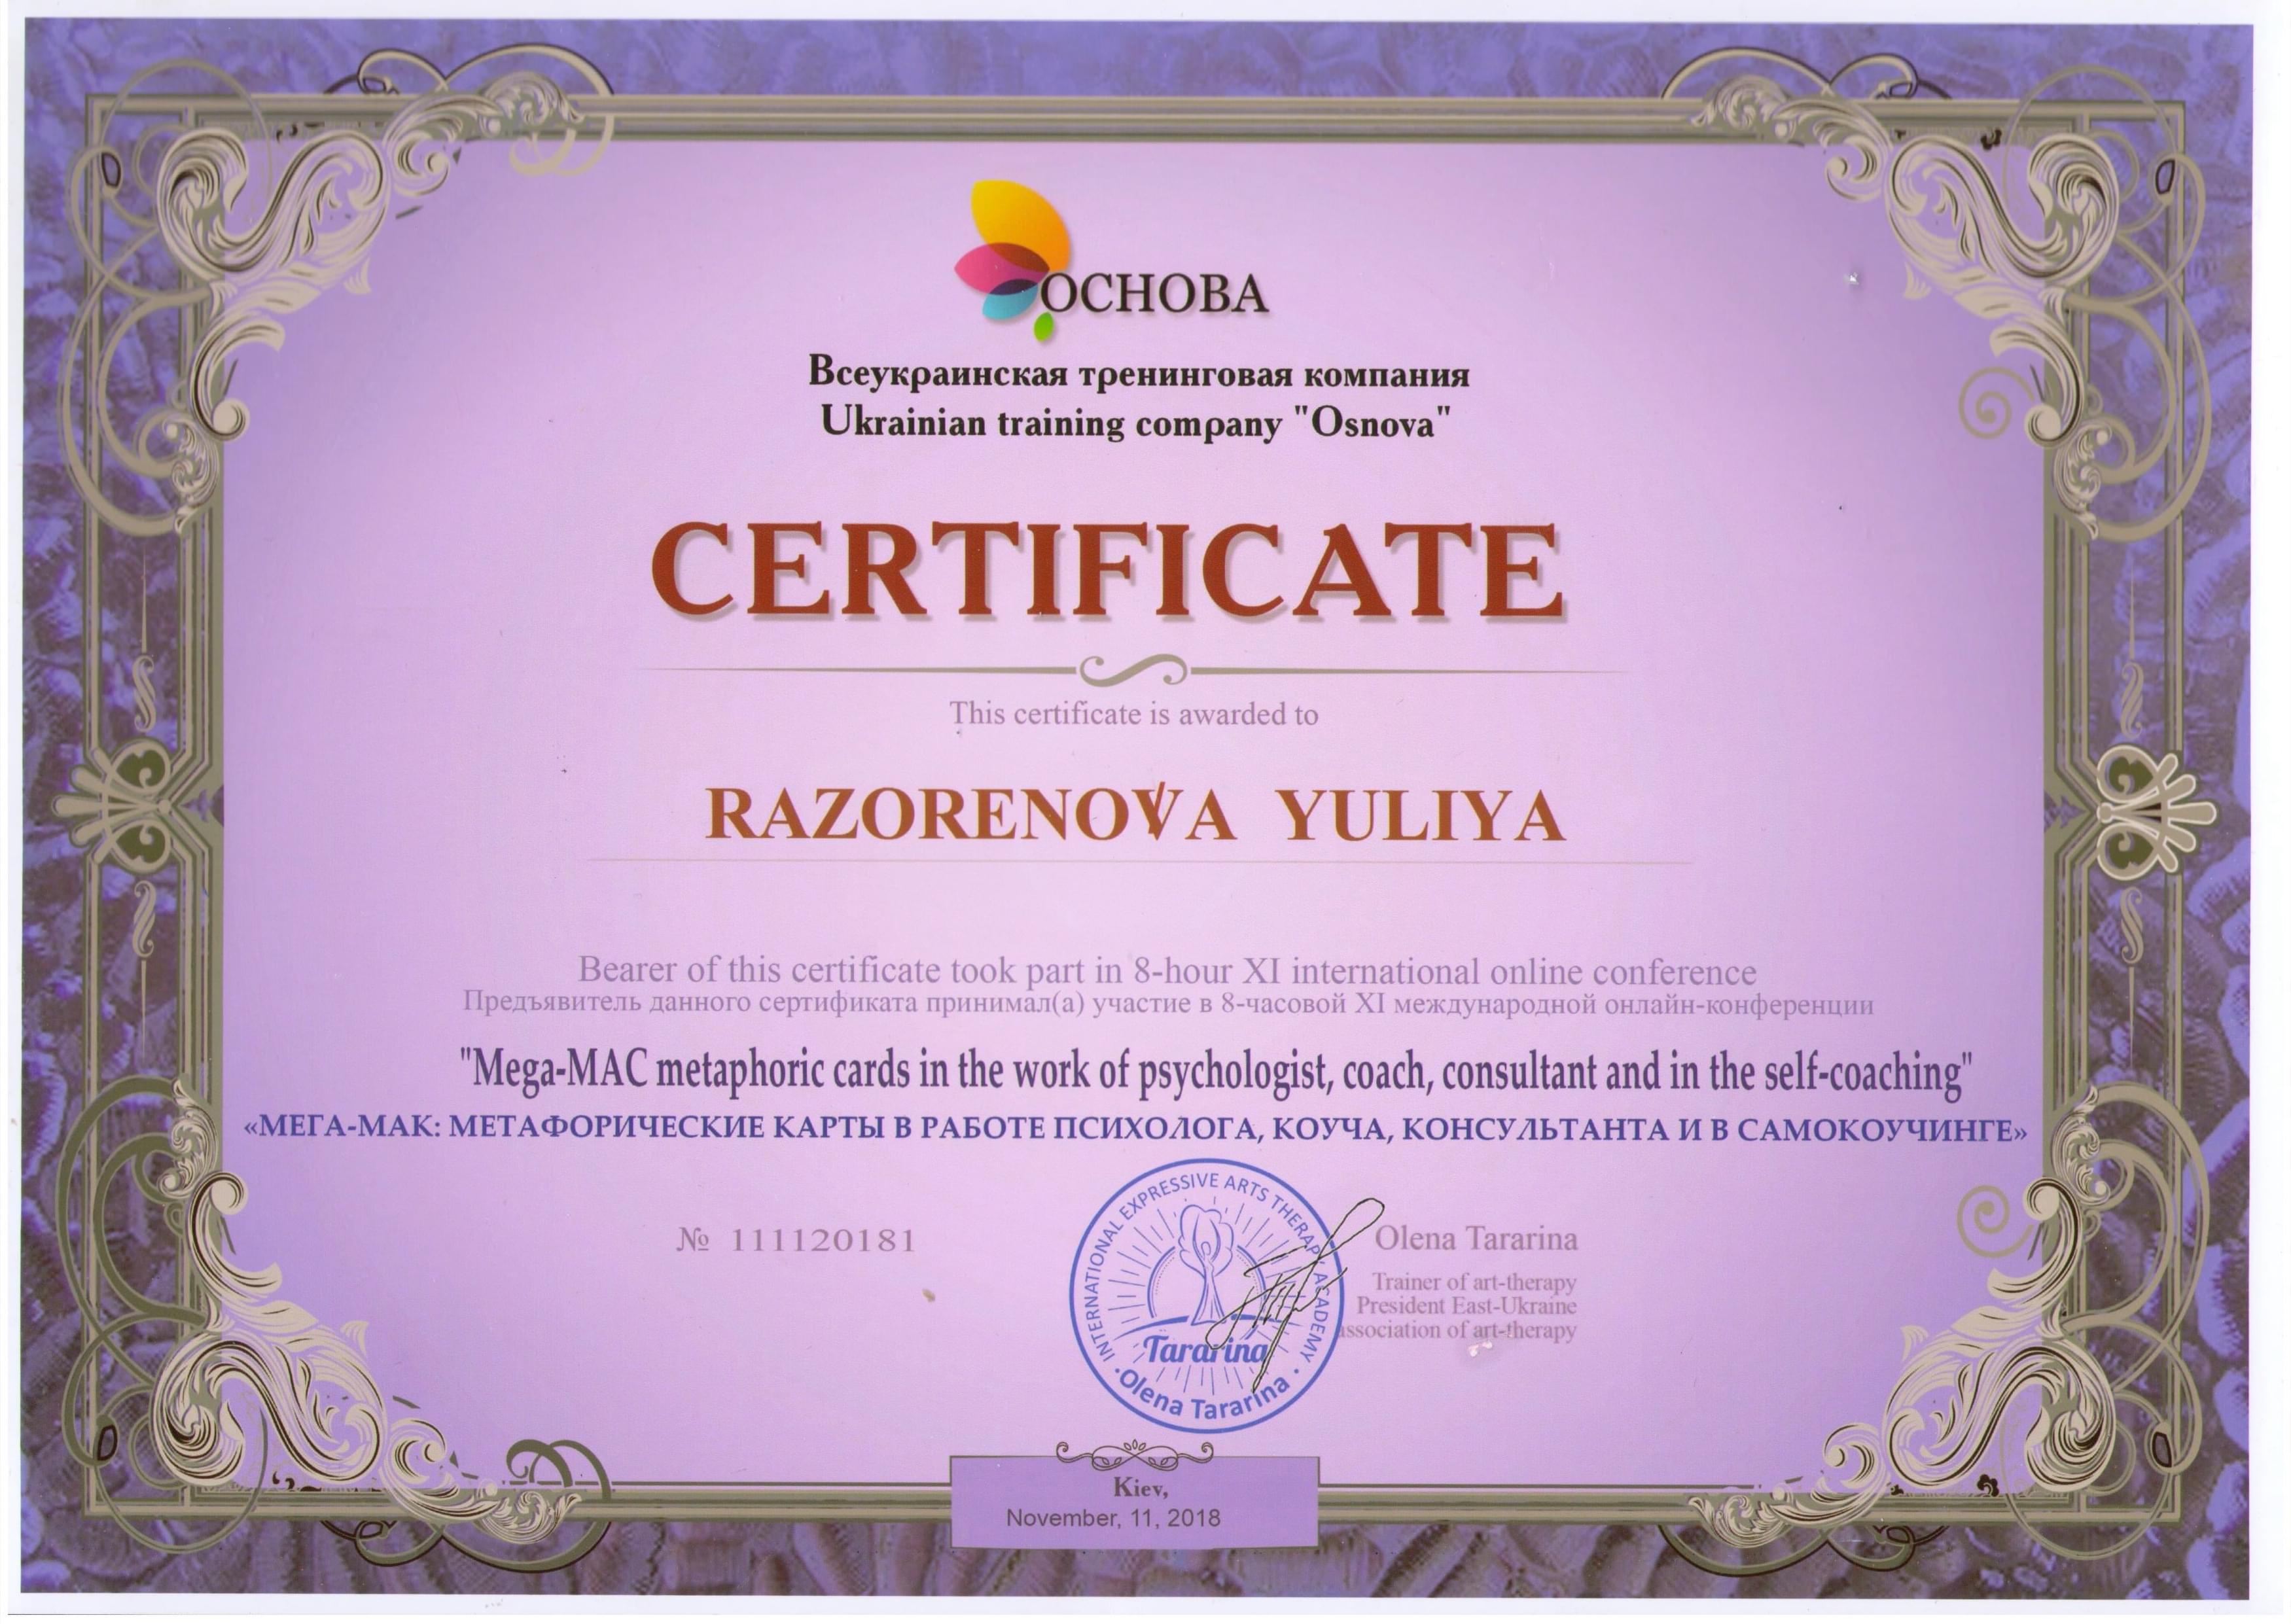 ОСНОВА
Всеукраинская тренинговая компания
Ukrainian training company "Osnova"
CERTIFICATE
This certificate is awarded to
RAZORENOVA YULIYA
Bearer of this certificate took part in 8-hour XI international online conference
Предъявитель данного сертификата принимал(а) участие в 8-часовой XI международной онлайн-конференции
"Mega-MAC metaphoric cards in the work of psychologist, coach, consultant and in the self-coaching"
«МЕГА-МАК: МЕТАФОРИЧЕСКИЕ КАРТЫ В РАБОТЕ ПСИХОЛОГА, КОУЧА, КОНСУЛЬТАНТА И В САМОКОУЧИНГЕ»
№ 111120181
INTERNATIONAL EXPRESSIVE ARTS THERAPY ACADEMY
Tararina
· Olena Tararina ·
Olena Tararina
Trainer of art-therapy
President East-Ukraine
association of art-therapy
Kiev,
November, 11, 2018